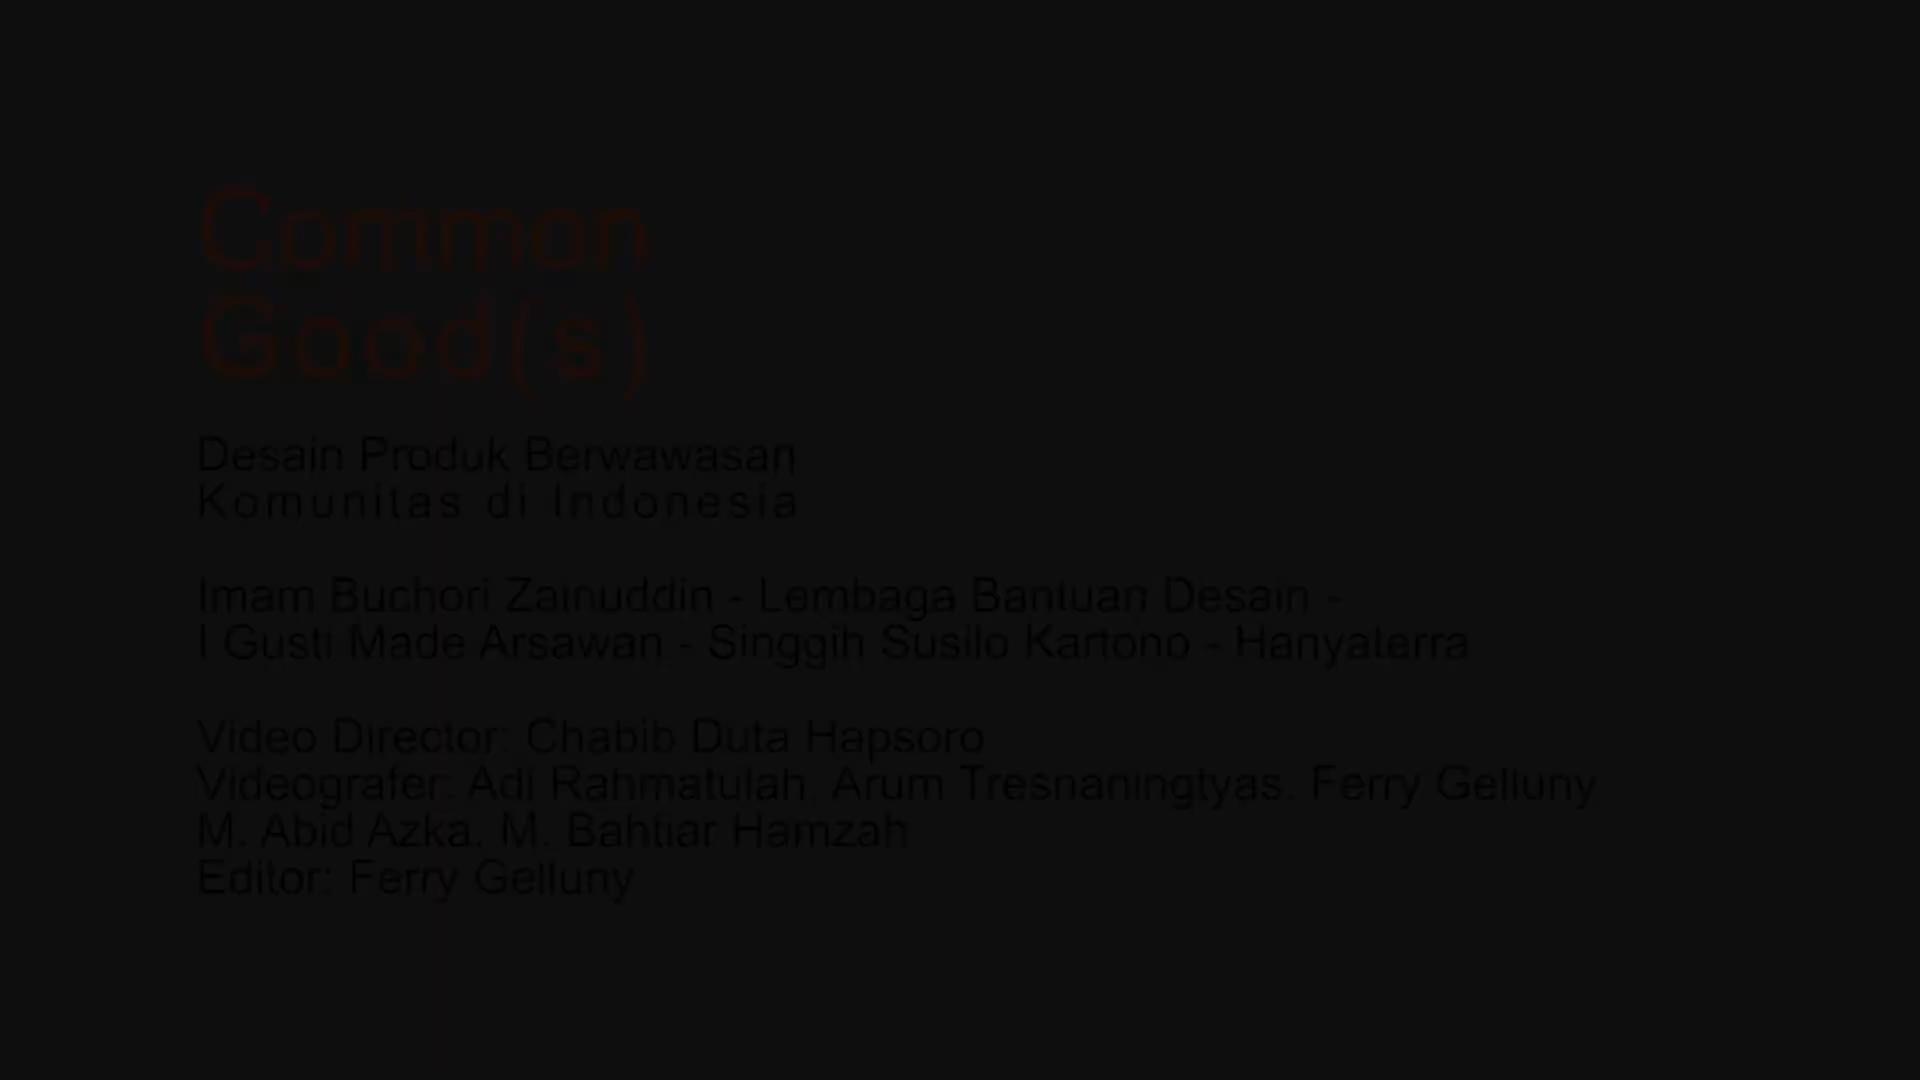 Common
Good(s)
Desain Produk Berwawasan
Komunitas di Indonesia
Imam Buchori Zainuddin - Lembaga Bantuan Desain -
I Gusti Made Arsawan - Singgih Susilo Kartono - Hanyaterra
Video Director: Chabib Duta Hapsoro
Videografer: Adi Rahmatulah, Arum Tresnaningtyas, Ferry Gelluny
M. Abid Azka, M. Bahtiar Hamzah
Editor: Ferry Gelluny